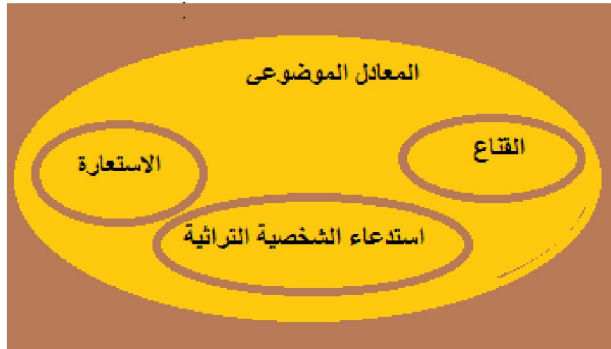 المعادل الموضوعى
القناع
الاستعارة
استدعاء الشخصية التراثية